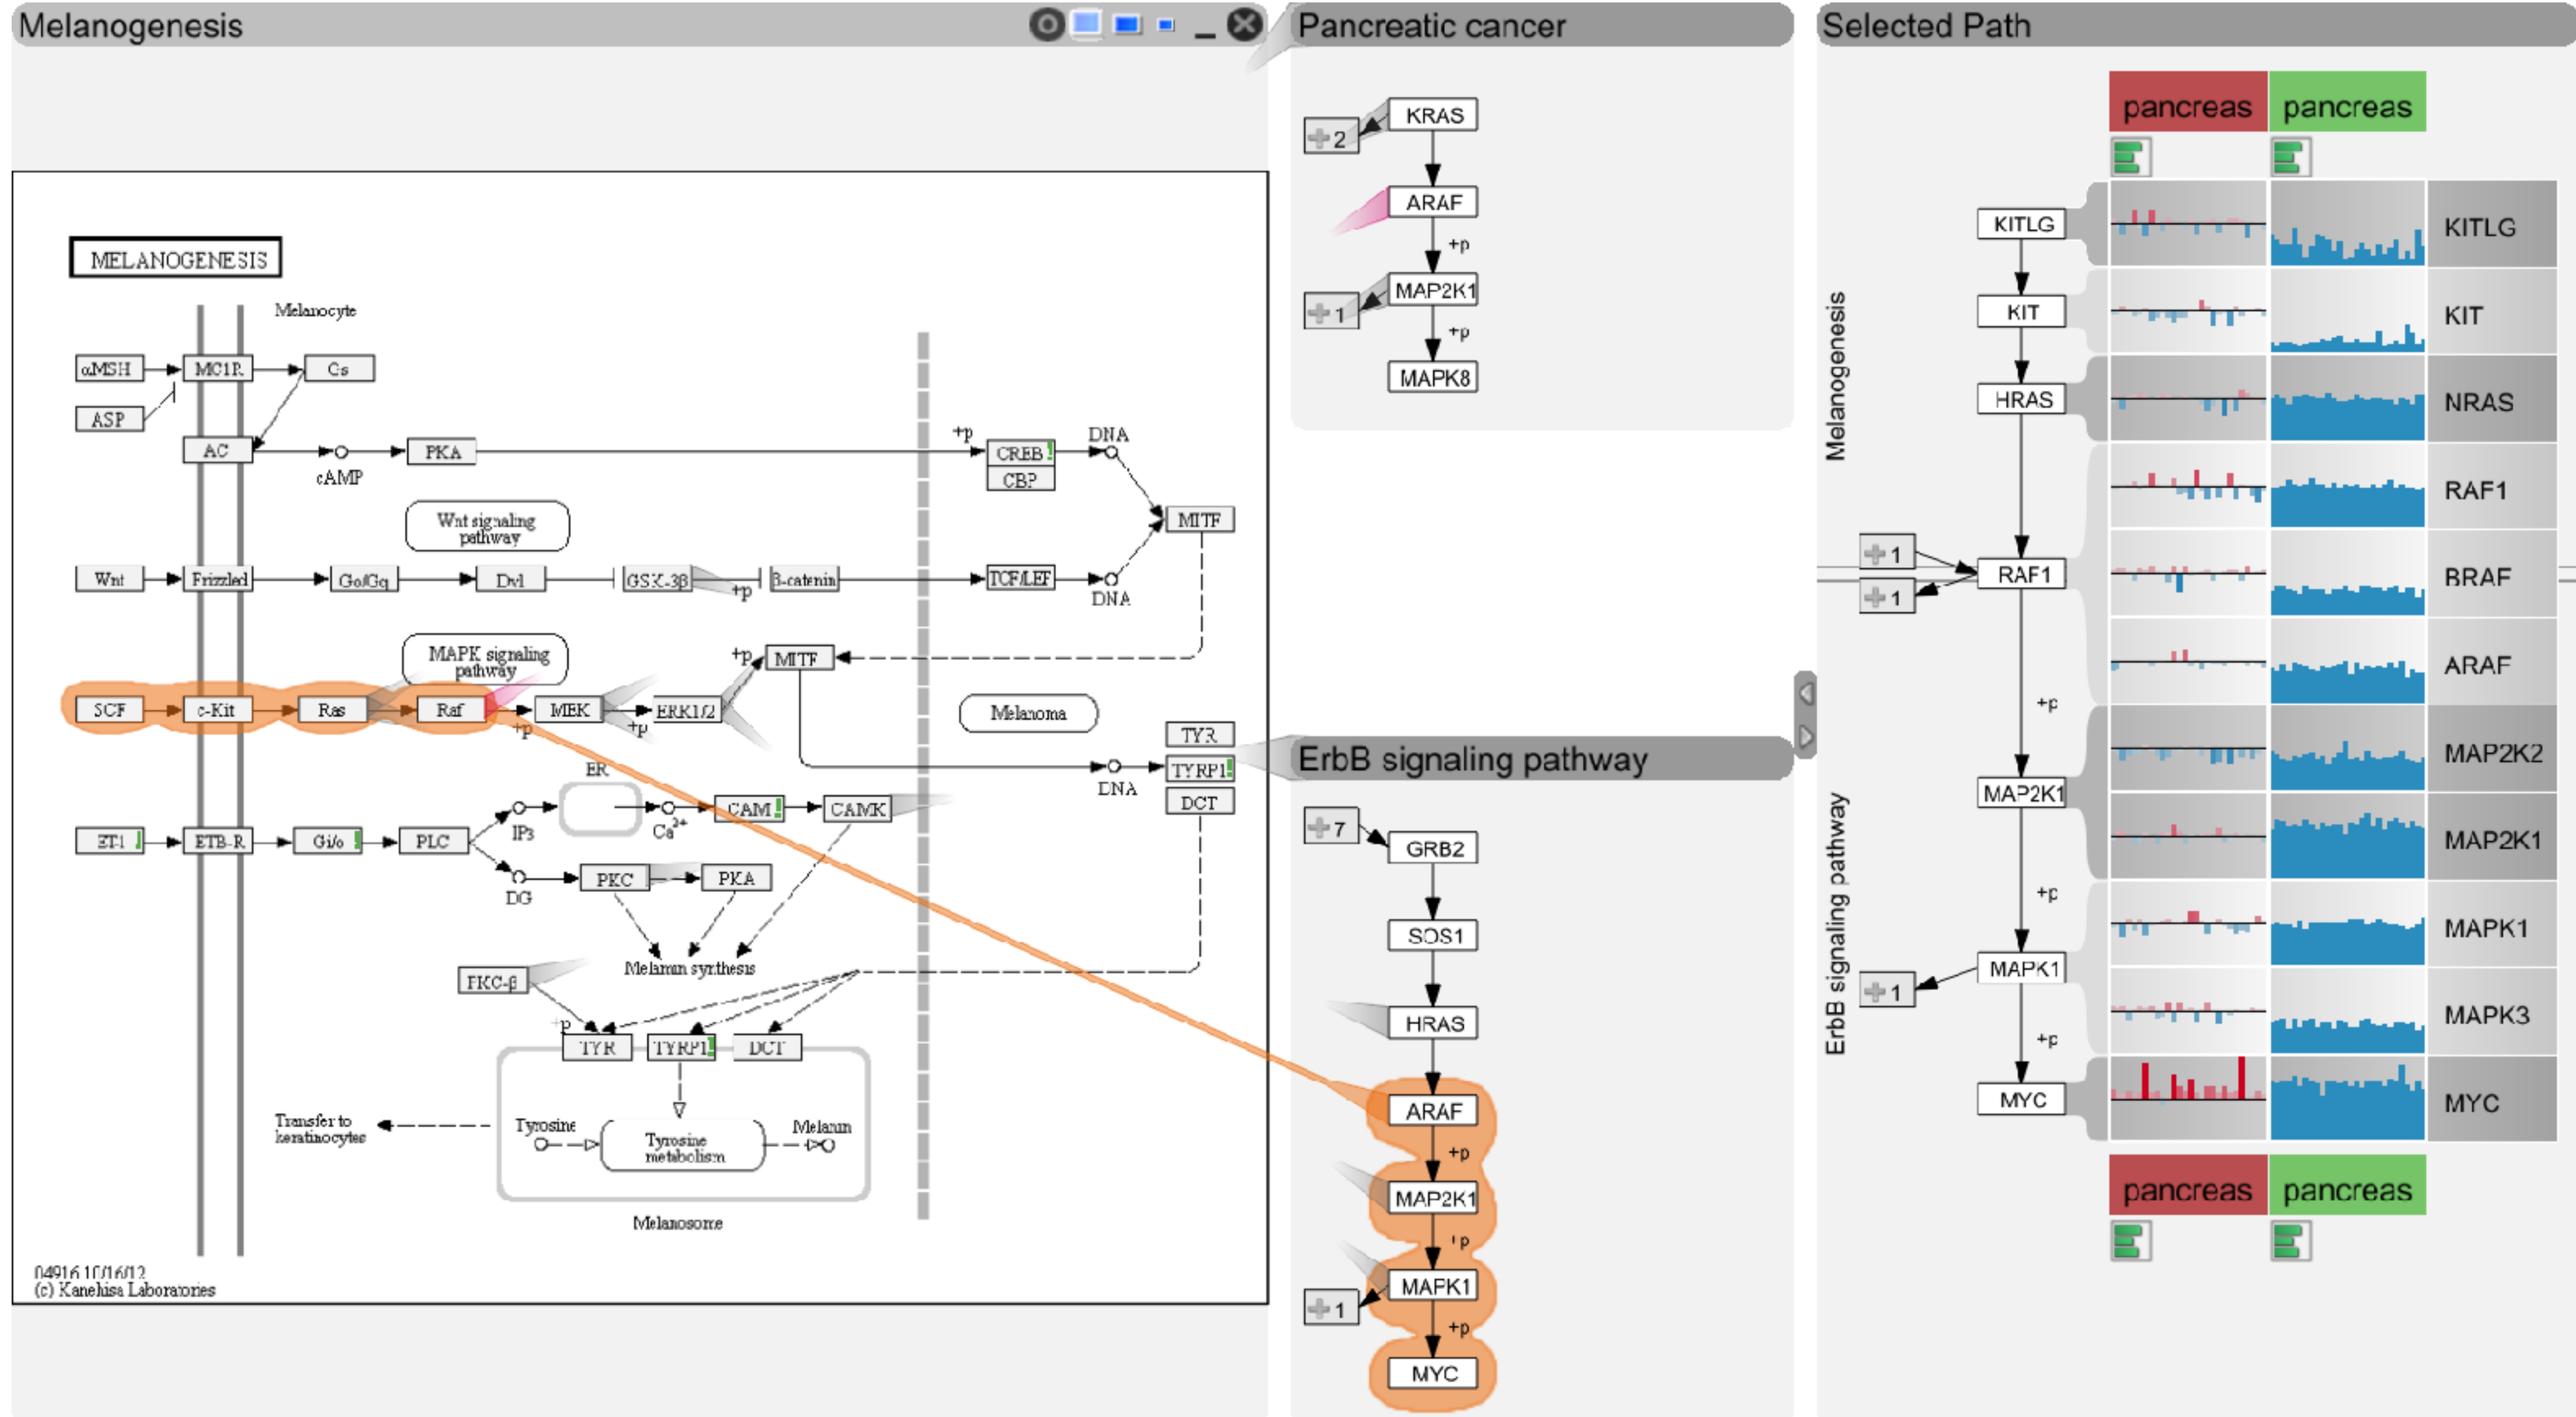 Melanogenesis
MELANOGENESIS
Melanocyte
αMSH
MC1R
Gs
ASP
AC
cAMP
PKA
+p
CREB
CBP
DNA
MITF
Wnt signaling
pathway
Wnt
Frizzled
Go/Gq
Dvl
GSK-3β
+p
β-catenin
TCF/LEF
DNA
MAPK signaling
pathway
+p
MITF
SCF
c-Kit
Ras
Raf
+p
MEK
+p
ERK1/2
Melanoma
TYR
TYRP1
DCT
DNA
ER
IP3
Ca2+
CAM
CAMK
ET1
ETB-R
Gi/o
PLC
DG
PKC
PKA
Melanin synthesis
PKC-β
+p
TYR
TYRP1
DCT
Transfer to
keratinocytes
Tyrosine
Tyrosine
metabolism
Melanin
Melanosome
04916 10/16/12
(c) Kanehisa Laboratories
Pancreatic cancer
KRAS
2
ARAF
+p
MAP2K1
1
+p
MAPK8
ErbB signaling pathway
7
GRB2
SOS1
HRAS
ARAF
+p
MAP2K1
+p
MAPK1
1
+p
MYC
Selected Path
pancreas pancreas
Melanogenesis
ErbB signaling pathway
KITLG
KIT
HRAS
1
RAF1
1
+p
MAP2K1
+p
MAPK1
1
+p
MYC
KITLG
KIT
NRAS
RAF1
BRAF
ARAF
MAP2K2
MAP2K1
MAPK1
MAPK3
MYC
pancreas pancreas